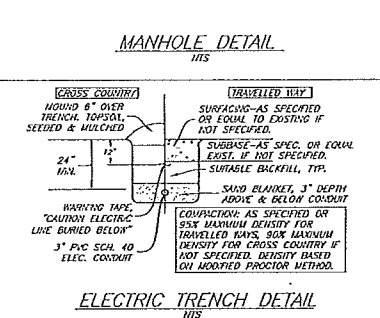 MANHOLE DETAIL
NTS
CROSS COUNTRY
MOUND 6" OVER
TRENCH. TOPSOIL,
SEEDED & MULCHED
TRAVELLED WAY
SURFACING-AS SPECIFIED
OR EQUAL TO EXISTING IF
NOT SPECIFIED.
SUBBASE-AS SPEC. OR EQUAL
EXIST. IF NOT SPECIFIED.
SUITABLE BACKFILL, TYP.
12"
24"
MIN.
SAND BLANKET, 3" DEPTH
ABOVE & BELOW CONDUIT
WARNING TAPE,
"CAUTION ELECTRIC
LINE BURIED BELOW"
3" PVC SCH. 40
ELEC. CONDUIT
COMPACTION: AS SPECIFIED OR
95% MAXIMUM DENSITY FOR
TRAVELLED WAYS, 90% MAXIMUM
DENSITY FOR CROSS COUNTRY IF
NOT SPECIFIED. DENSITY BASED
ON MODIFIED PROCTOR METHOD.
ELECTRIC TRENCH DETAIL
NTS